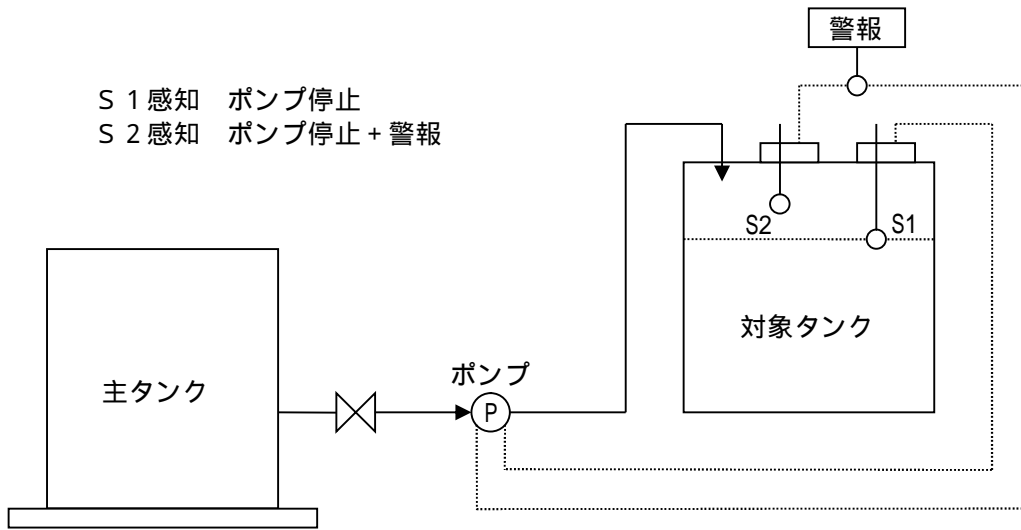 警報
S1感知 ポンプ停止
S2感知 ポンプ停止+警報
S2
S1
対象タンク
ポンプ
主タンク
P